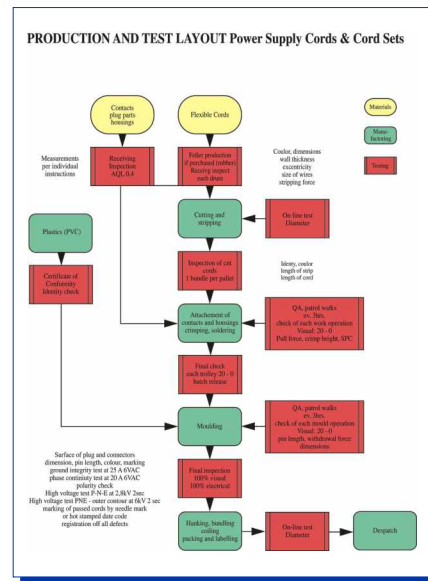 PRODUCTION AND TEST LAYOUT Power Supply Cords & Cord Sets
Contacts
plug parts
housings
Flexible Cords
Materials
Manu-
facturing
Testing
Measurements
per individual
instructions
Receiving
Inspection
AQL 0,4
Feller production
if purchased (rubber)
Receive inspect
each drum
Coulor, dimensions
wall thickness
excentricity
size of wires
stripping force
Cutting and
stripping
On-line test
Diameter
Plastics (PVC)
Certificate of
Conformity
Identity check
Inspection of cut
cords
1 bundle per pallet
Identy, coulor
length of strip
length of cord
Attachement of
contacts and housings
crimping, soldering
QA, patrol walks
ev. 3hrs.
check of each work operation
Visual: 20 - 0
Pull force, crimp height, SPC
Final check
each trolley 20 - 0
batch release
Moulding
QA, patrol walks
ev. 3hrs.
check of each mould operation
Visual: 20 - 0
pin length, withdrawal force
dimensions
Surface of plug and connectors
dimension, pin length, colour, marking
ground integrity test at 25 A 6VAC
phase continuity test at 20 A 6VAC
polarity check
High voltage test P-N-E at 2,8kV 2sec
High voltage test PNE - outer contour at 6kV 2 sec
marking of passed cords by needle mark
or hot stamped date code
registration off all defects
Final inspection
100% visual
100% electrical
Hanking, bundling
coiling
packing and labelling
On-line test
Diameter
Despatch